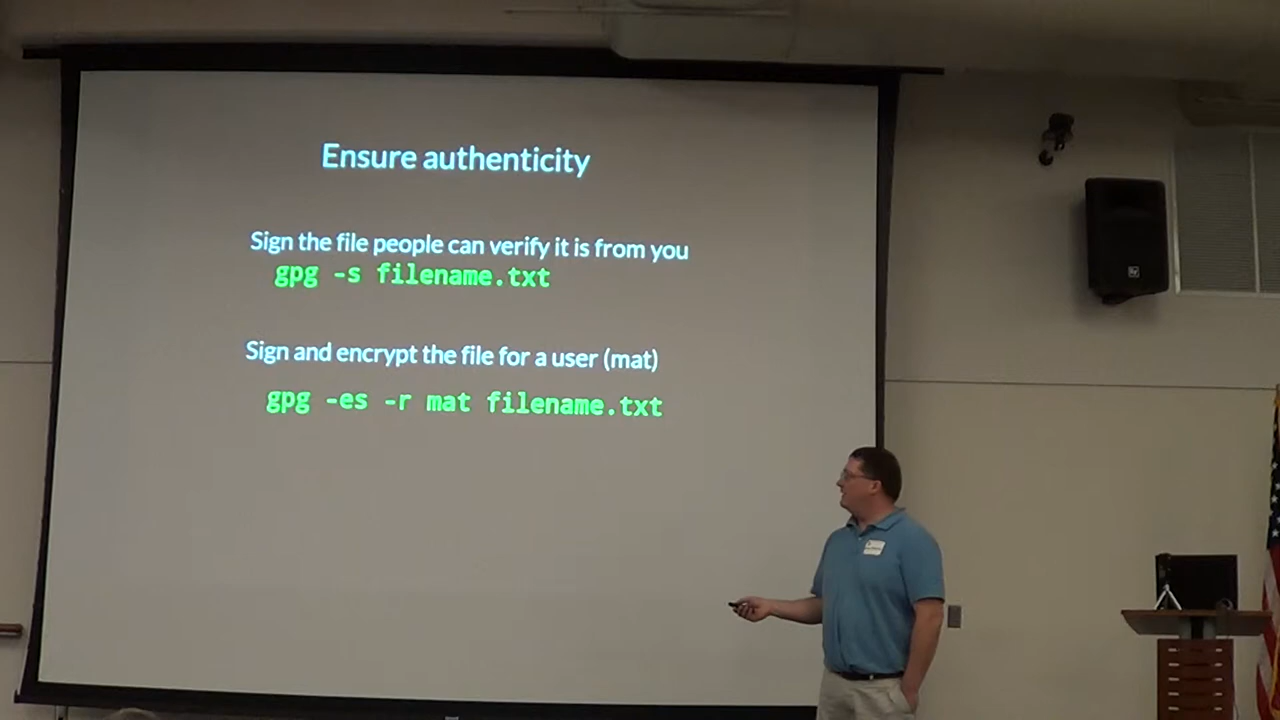 Ensure authenticity
Sign the file people can verify it is from you
gpg -s filename.txt
Sign and encrypt the file for a user (mat)
gpg -es -r mat filename.txt